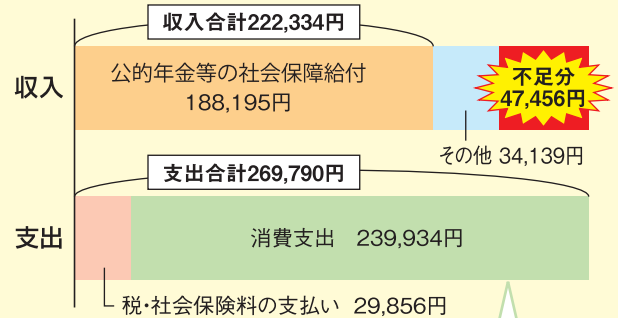 収入合計222,334円
収入
公的年金等の社会保障給付
188,195円
不足分
47,456円
その他 34,139円
支出合計269,790円
支出
消費支出 239,934円
税・社会保険料の支払い 29,856円